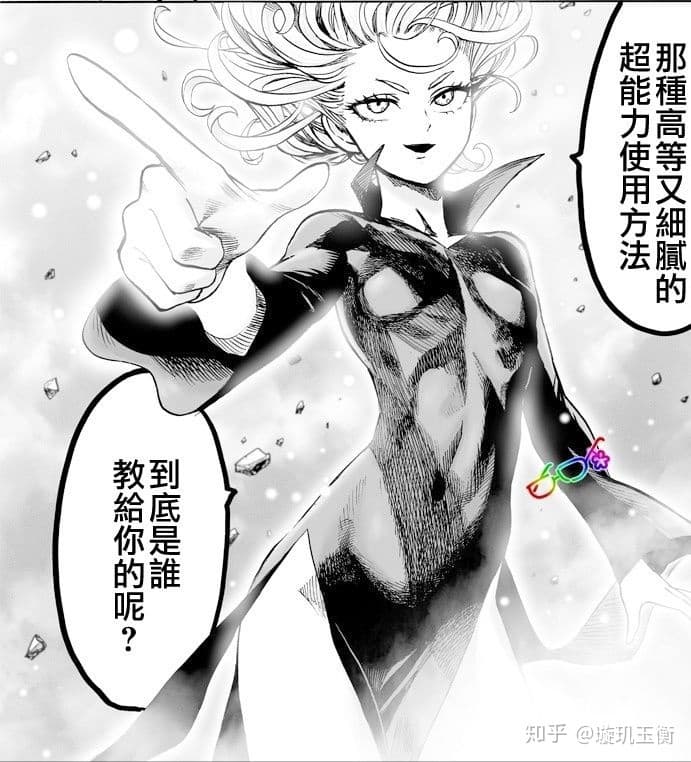 那種高等又細膩的
超能力使用方法
到底是誰
教給你的呢？
知乎 @璇玑玉衡